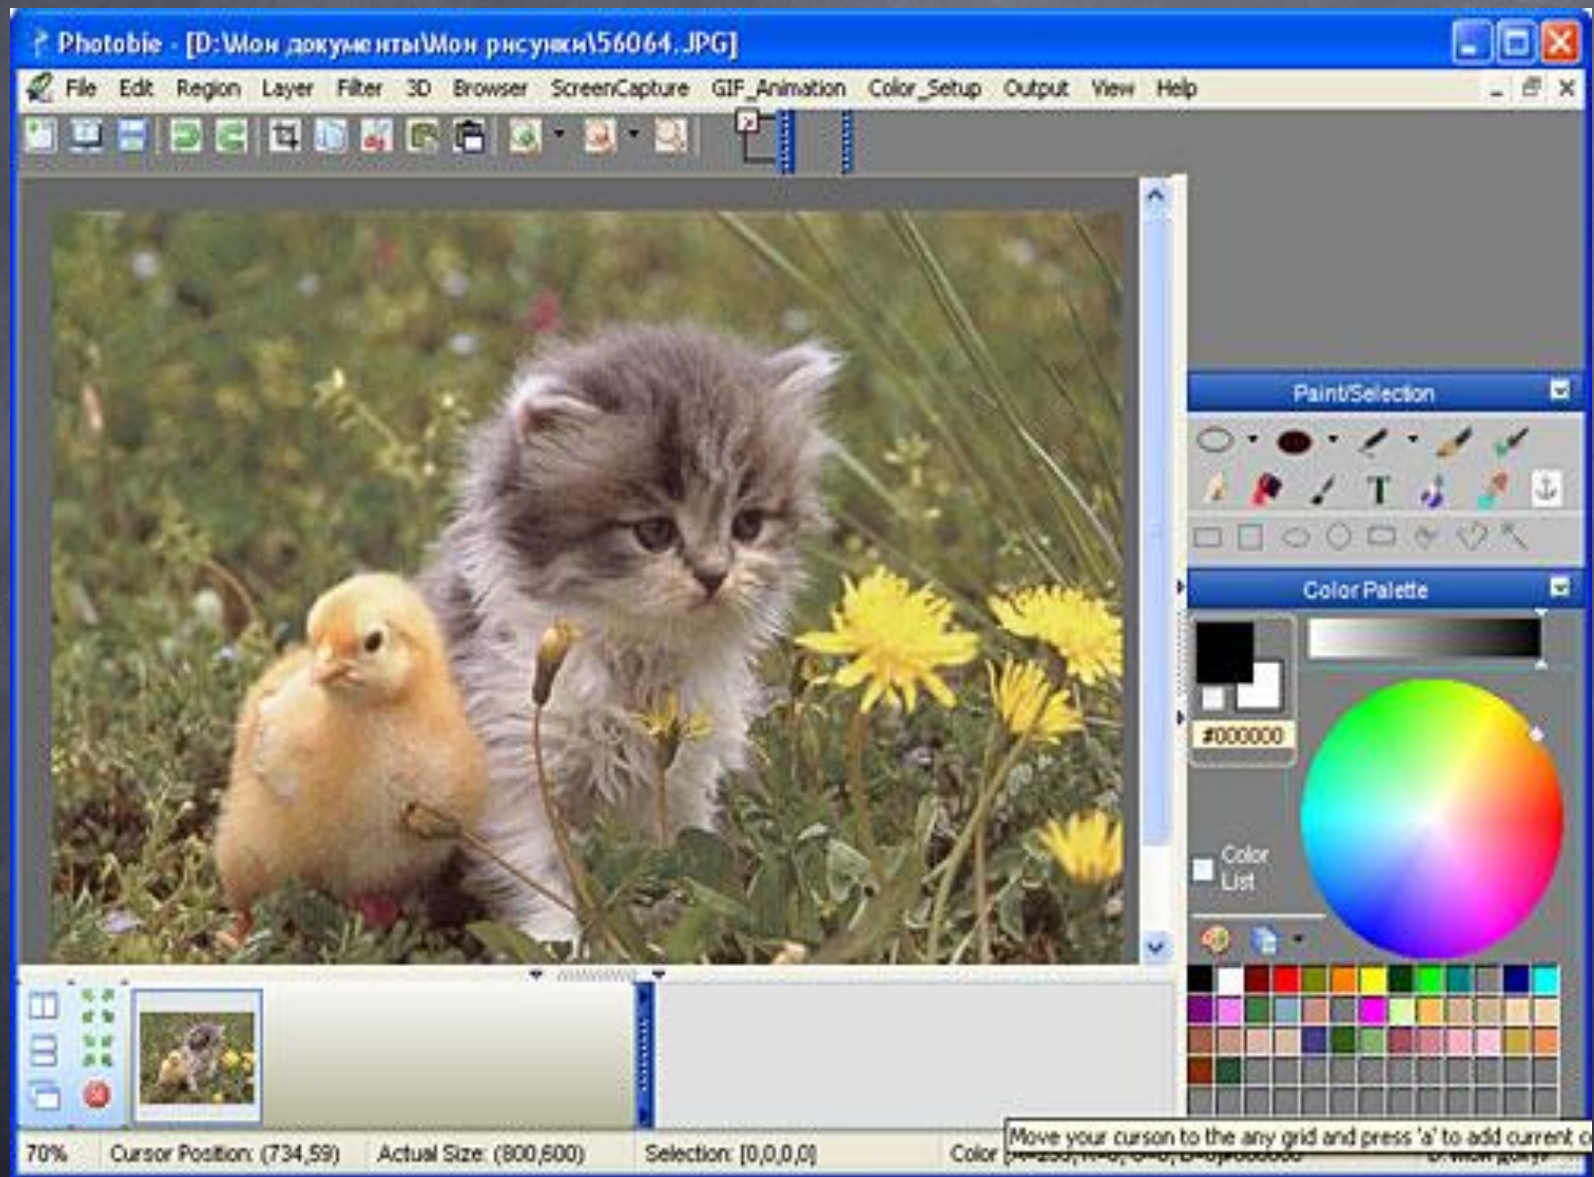 Photobie - [D:\Мои документы\Мои рисунки\56064.JPG]
File Edit Region Layer Filter 3D Browser ScreenCapture GIF_Animation Color_Setup Output View Help
Paint/Selection
T
Color Palette
#000000
Color
List
Move your curson to the any grid and press 'a' to add current
70% Cursor Position: (734,59) Actual Size: (800,600) Selection: [0,0,0,0] Color